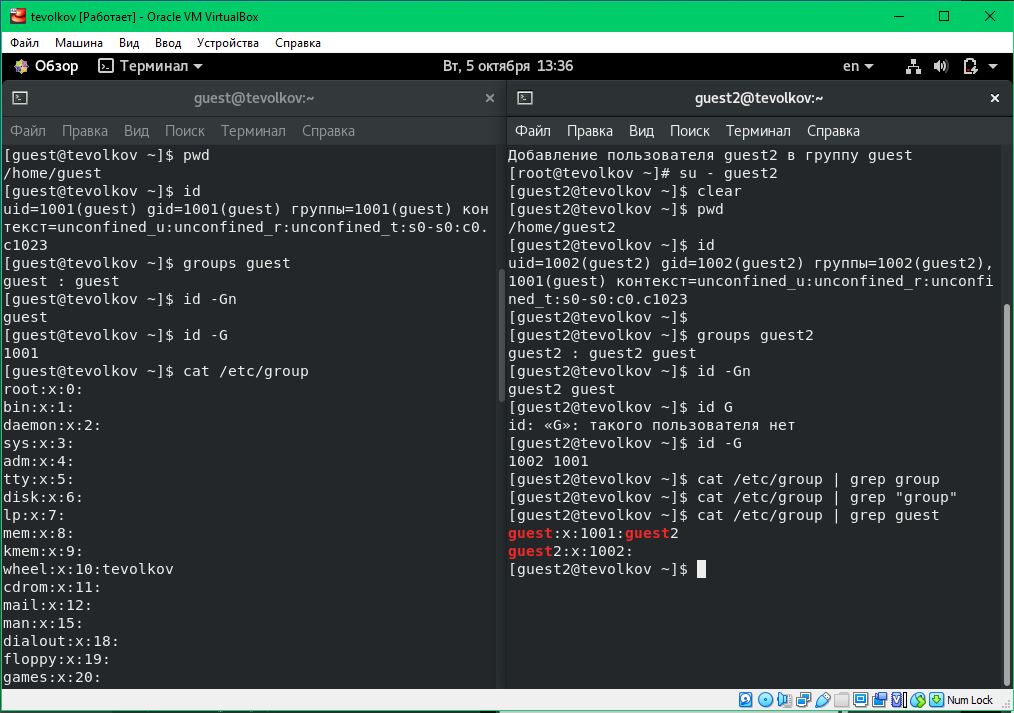 tevolkov [Работает] - Oracle VM VirtualBox
Файл Машина Вид Ввод Устройства Справка
Обзор Терминал Вт, 5 октября 13:36 en
guest@tevolkov:~
Файл Правка Вид Поиск Терминал Справка
[guest@tevolkov ~]$ pwd
/home/guest
[guest@tevolkov ~]$ id
uid=1001(guest) gid=1001(guest) группы=1001(guest) кон
текст=unconfined_u:unconfined_r:unconfined_t:s0-s0:c0.
c1023
[guest@tevolkov ~]$ groups guest
guest : guest
[guest@tevolkov ~]$ id -Gn
guest
[guest@tevolkov ~]$ id -G
1001
[guest@tevolkov ~]$ cat /etc/group
root:x:0:
bin:x:1:
daemon:x:2:
sys:x:3:
adm:x:4:
tty:x:5:
disk:x:6:
lp:x:7:
mem:x:8:
kmem:x:9:
wheel:x:10:tevolkov
cdrom:x:11:
mail:x:12:
man:x:15:
dialout:x:18:
floppy:x:19:
games:x:20:
guest2@tevolkov:~
Файл Правка Вид Поиск Терминал Справка
Добавление пользователя guest2 в группу guest
[root@tevolkov ~]# su - guest2
[guest2@tevolkov ~]$ clear
[guest2@tevolkov ~]$ pwd
/home/guest2
[guest2@tevolkov ~]$ id
uid=1002(guest2) gid=1002(guest2) группы=1002(guest2),
1001(guest) контекст=unconfined_u:unconfined_r:unconfi
ned_t:s0-s0:c0.c1023
[guest2@tevolkov ~]$
[guest2@tevolkov ~]$ groups guest2
guest2 : guest2 guest
[guest2@tevolkov ~]$ id -Gn
guest2 guest
[guest2@tevolkov ~]$ id G
id: «G»: такого пользователя нет
[guest2@tevolkov ~]$ id -G
1002 1001
[guest2@tevolkov ~]$ cat /etc/group | grep group
[guest2@tevolkov ~]$ cat /etc/group | grep "group"
[guest2@tevolkov ~]$ cat /etc/group | grep guest
guest:x:1001:guest2
guest2:x:1002:
[guest2@tevolkov ~]$
Num Lock